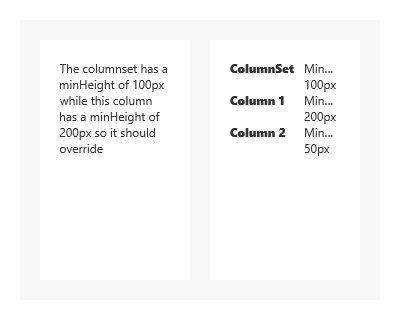 The columnset has a
minHeight of 100px
while this column
has a minHeight of
200px so it should
override
ColumnSet Min...
100px
Column 1 Min...
200px
Column 2 Min...
50px